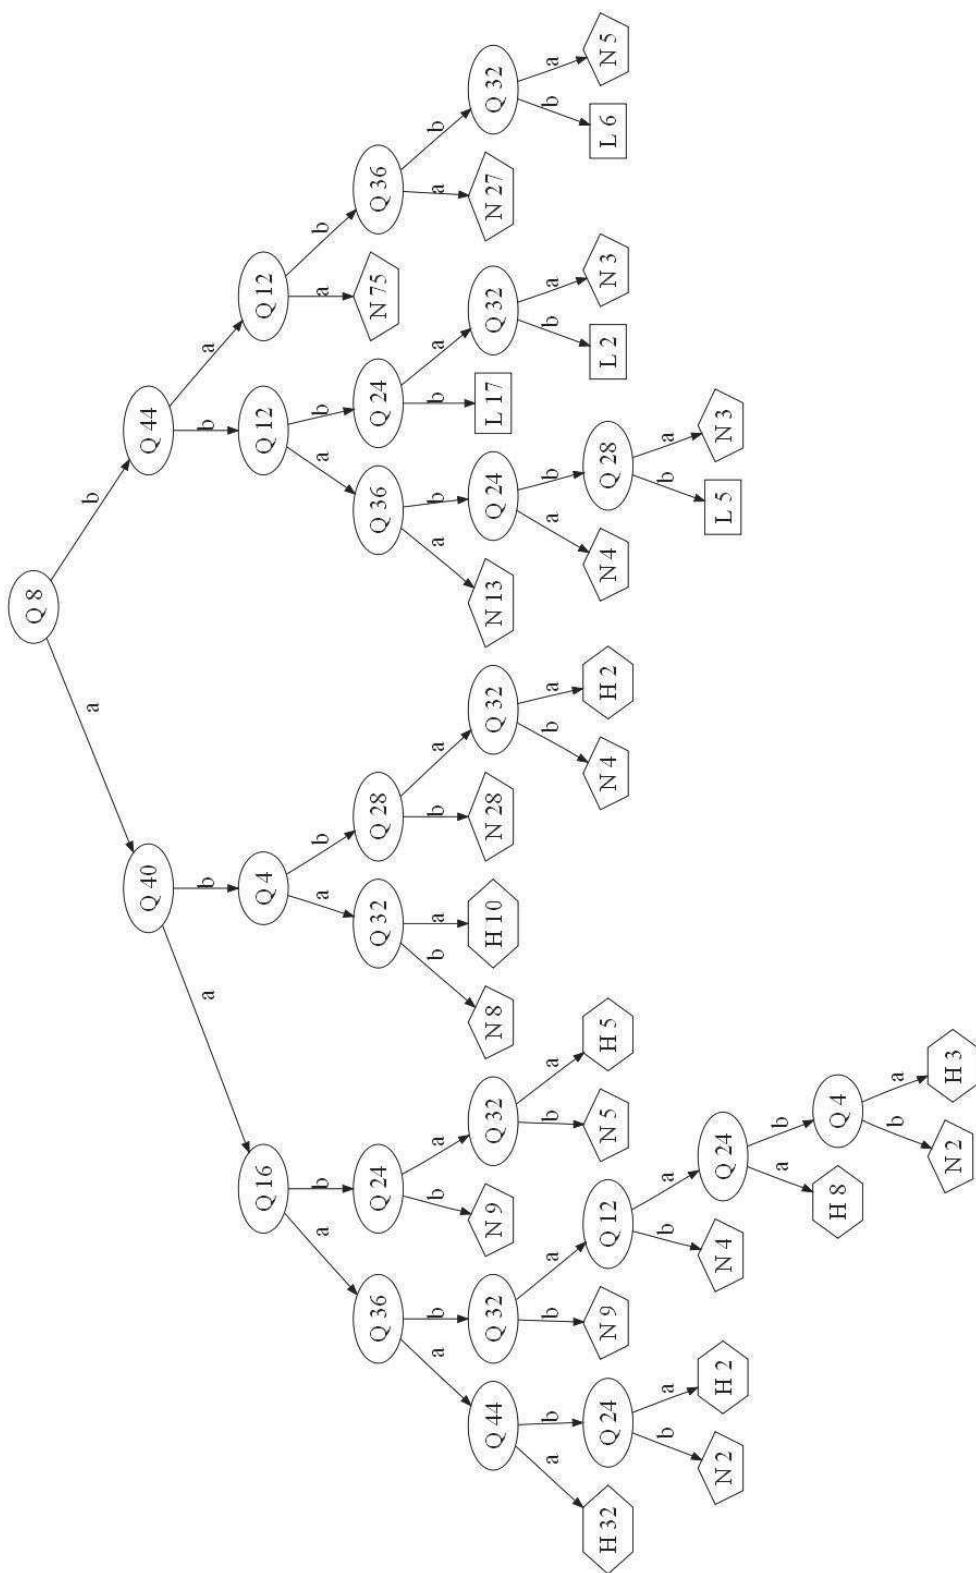 Q 8
a
b
Q 40
Q 44
a
b
b
a
Q 16
Q 4
Q 12
Q 12
a
b
a
b
a
b
a
b
Q 36
Q 24
Q 32
Q 28
Q 36
Q 24
N 75
Q 36
a
b
b
a
b
a
b
a
a
b
b
a
a
b
Q 44
Q 32
N 9
Q 32
N 8
H 10
N 28
Q 32
N 13
Q 24
L 17
Q 32
N 27
Q 32
a
b
b
a
b
a
b
a
a
b
b
a
b
a
H 32
Q 24
N 9
Q 12
N 5
H 5
N 4
H 2
N 4
Q 28
L 2
N 3
L 6
N 5
b
a
b
a
b
a
N 2
H 2
N 4
Q 24
L 5
N 3
a
b
H 8
Q 4
b
a
N 2
H 3